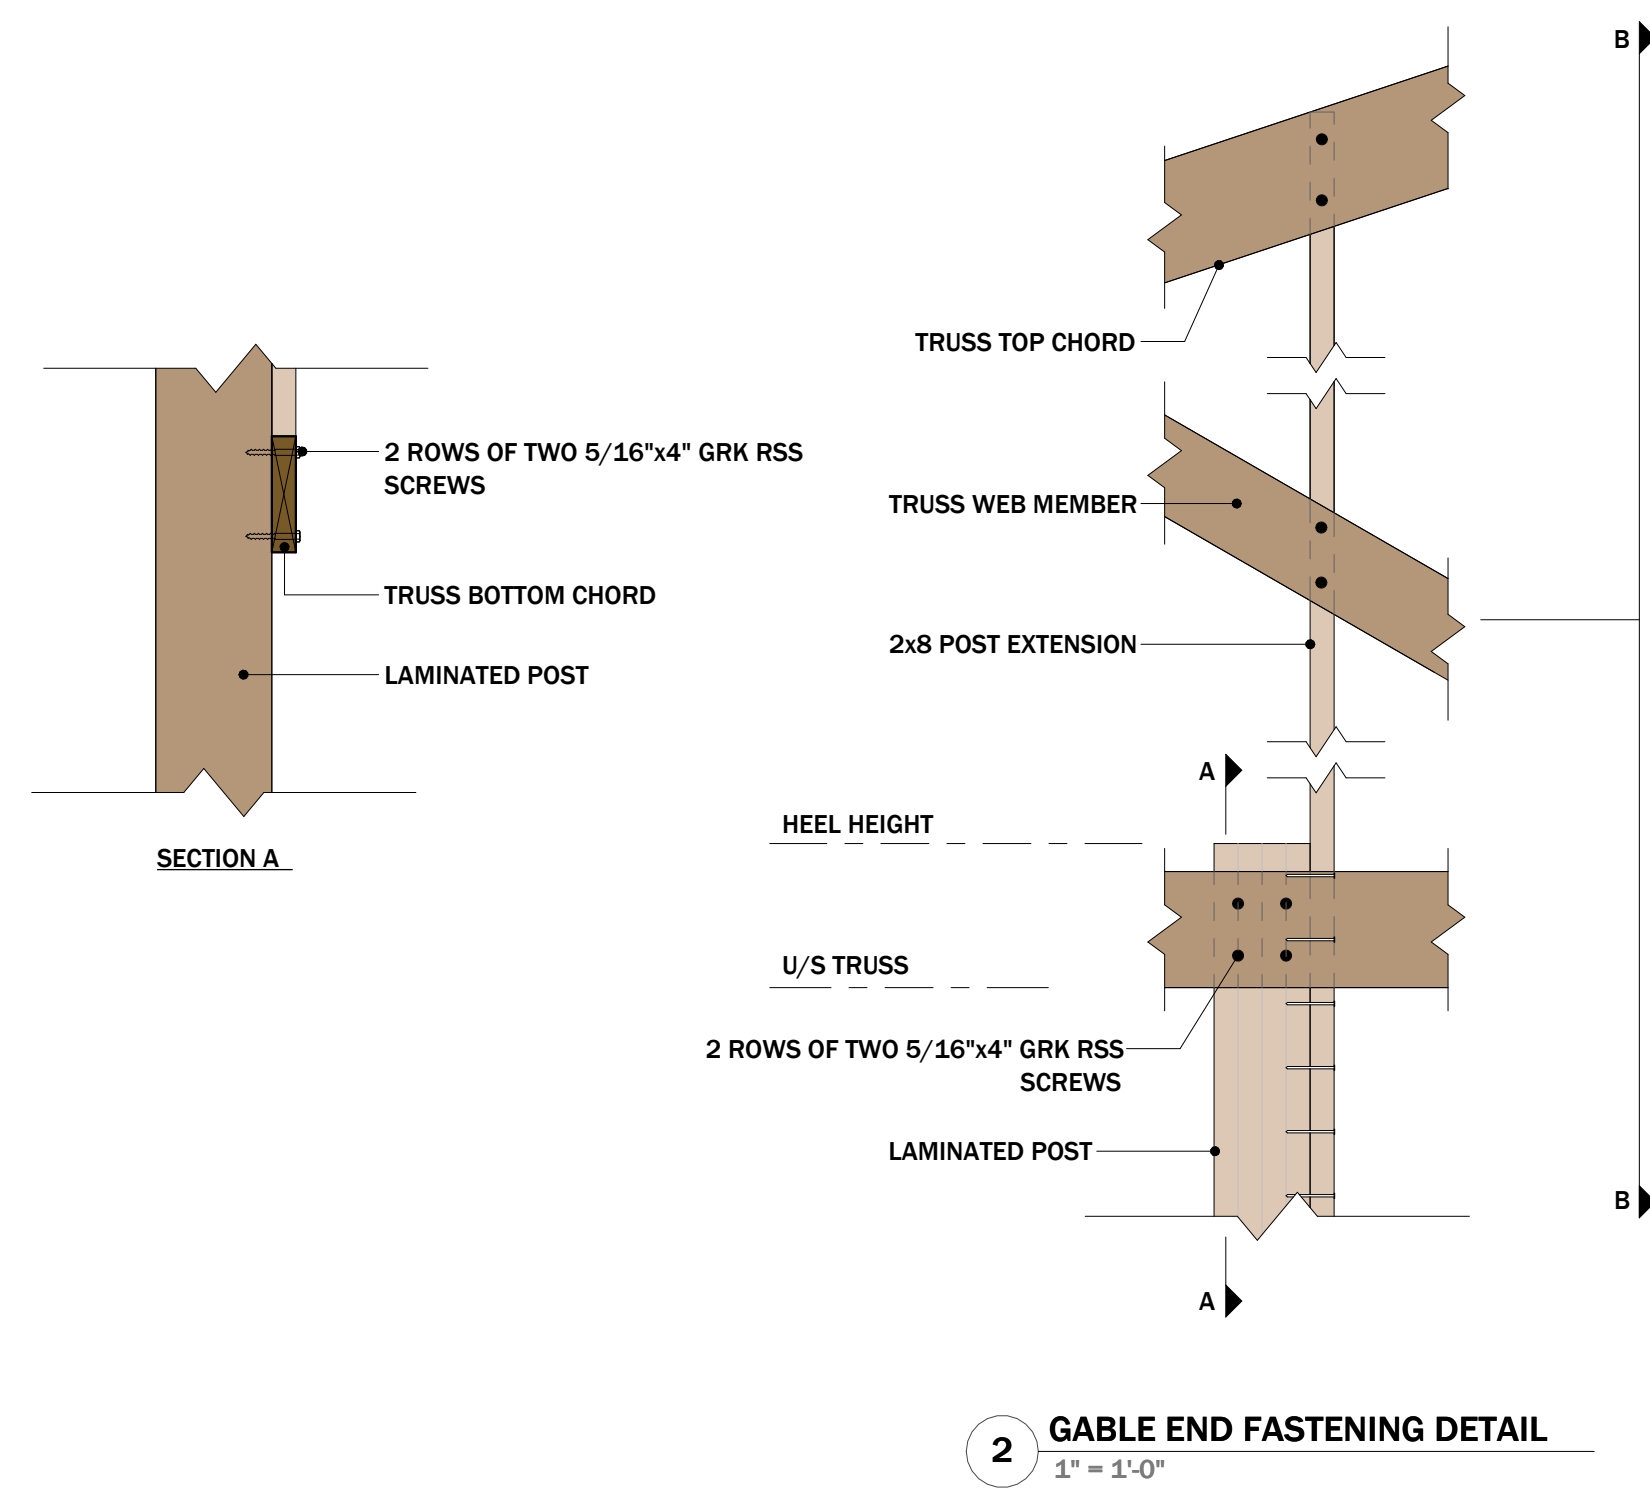 2 ROWS OF TWO 5/16"x4" GRK RSS
SCREWS
TRUSS BOTTOM CHORD
LAMINATED POST
SECTION A
B
TRUSS TOP CHORD
TRUSS WEB MEMBER
2x8 POST EXTENSION
A
HEEL HEIGHT
U/S TRUSS
2 ROWS OF TWO 5/16"x4" GRK RSS
SCREWS
LAMINATED POST
B
A
2
GABLE END FASTENING DETAIL
1" = 1'-0"